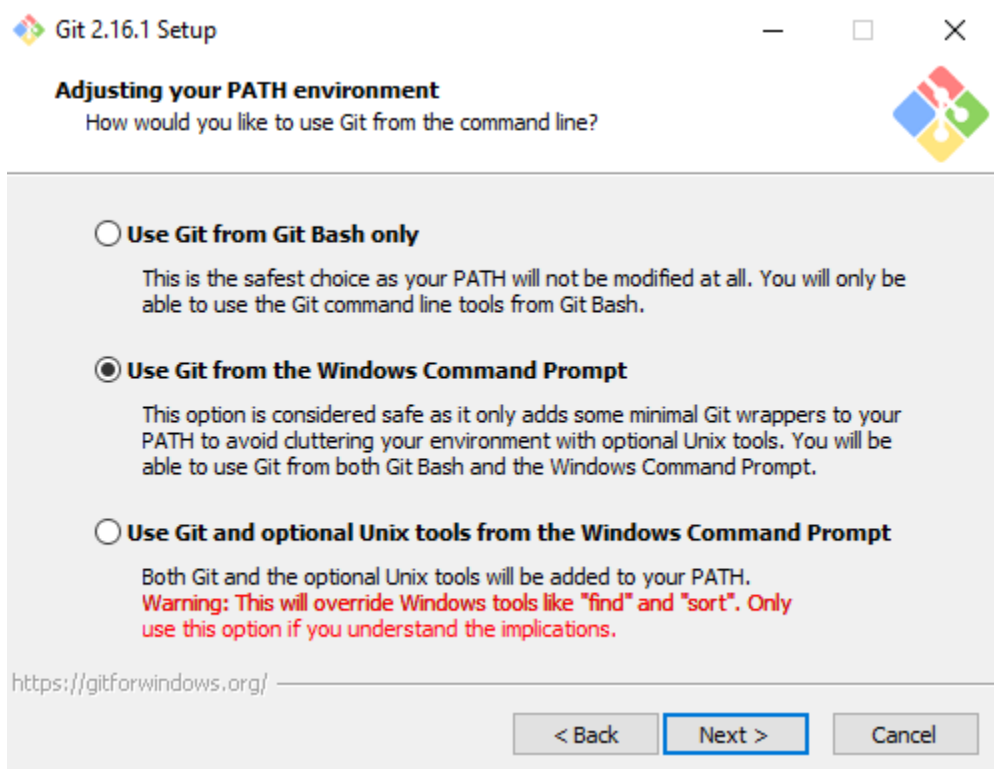 Git 2.16.1 Setup
Adjusting your PATH environment
How would you like to use Git from the command line?
Use Git from Git Bash only
This is the safest choice as your PATH will not be modified at all. You will only be
able to use the Git command line tools from Git Bash.
Use Git from the Windows Command Prompt
This option is considered safe as it only adds some minimal Git wrappers to your
PATH to avoid cluttering your environment with optional Unix tools. You will be
able to use Git from both Git Bash and the Windows Command Prompt.
Use Git and optional Unix tools from the Windows Command Prompt
Both Git and the optional Unix tools will be added to your PATH.
Warning: This will override Windows tools like "find" and "sort". Only
use this option if you understand the implications.
https://gitforwindows.org/
< Back
Next >
Cancel